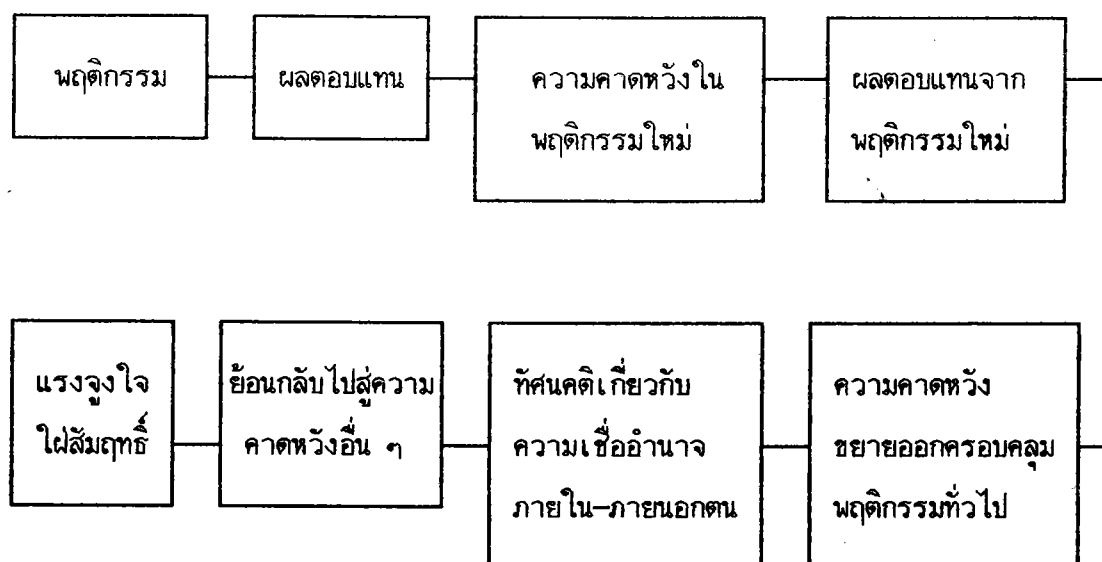 พฤติกรรม
ผลตอบแทน
ความคาดหวังใน
พฤติกรรมใหม่
ผลตอบแทนจาก
พฤติกรรมใหม่
แรงจูงใจ
ใฝ่สัมฤทธิ์
ย้อนกลับไปสู่ความ
คาดหวังอื่น ๆ
ทัศนคติเกี่ยวกับ
ความเชื่ออำนาจ
ภายใน-ภายนอกตน
ความคาดหวัง
ขยายออกครอบคลุม
พฤติกรรมทั่วไป